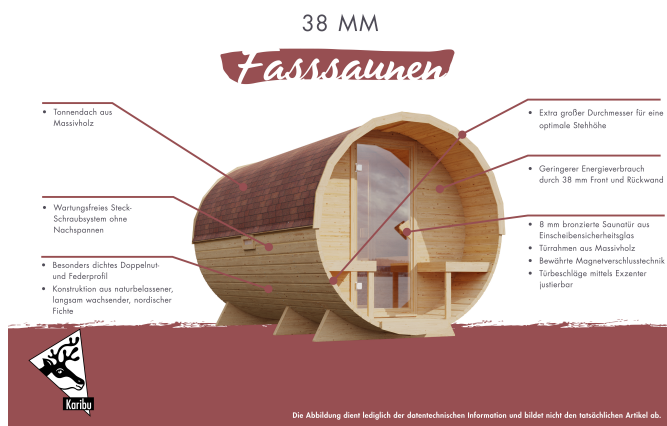 38 MM
Fasssaunen
• Tonnendach aus
Massivholz
• Wartungsfreies Steck-
Schraubsystem ohne
Nachspannen
• Besonders dichtes Doppelnut-
und Federprofil
• Konstruktion aus naturbelassener,
langsam wachsender, nordischer
Fichte
• Extra großer Durchmesser für eine
optimale Stehhöhe
• Geringerer Energieverbrauch
durch 38 mm Front und Rückwand
• 8 mm bronzierte Saunatür aus
Einscheibensicherheitsglas
• Türrahmen aus Massivholz
• Bewährte Magnetverschlusstechnik
• Türbeschläge mittels Exzenter
justierbar
Karibu
Die Abbildung dient lediglich der datentechnischen Information und bildet nicht den tatsächlichen Artikel ab.